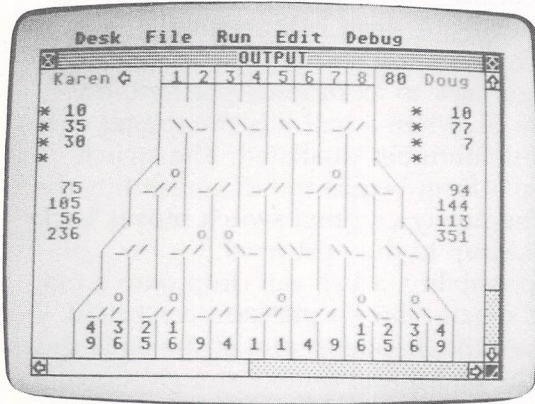 Desk File Run Edit Debug
OUTPUT
Karen 1 2 3 4 5 6 7 8 80 Doug
* 10 * 10
* 35 * 77
* 30 * 7
* *
75 94
105 144
56 113
236 351
4 3 2 1 1 2 3 4
9 6 5 6 9 4 1 1 4 9 6 5 6 9